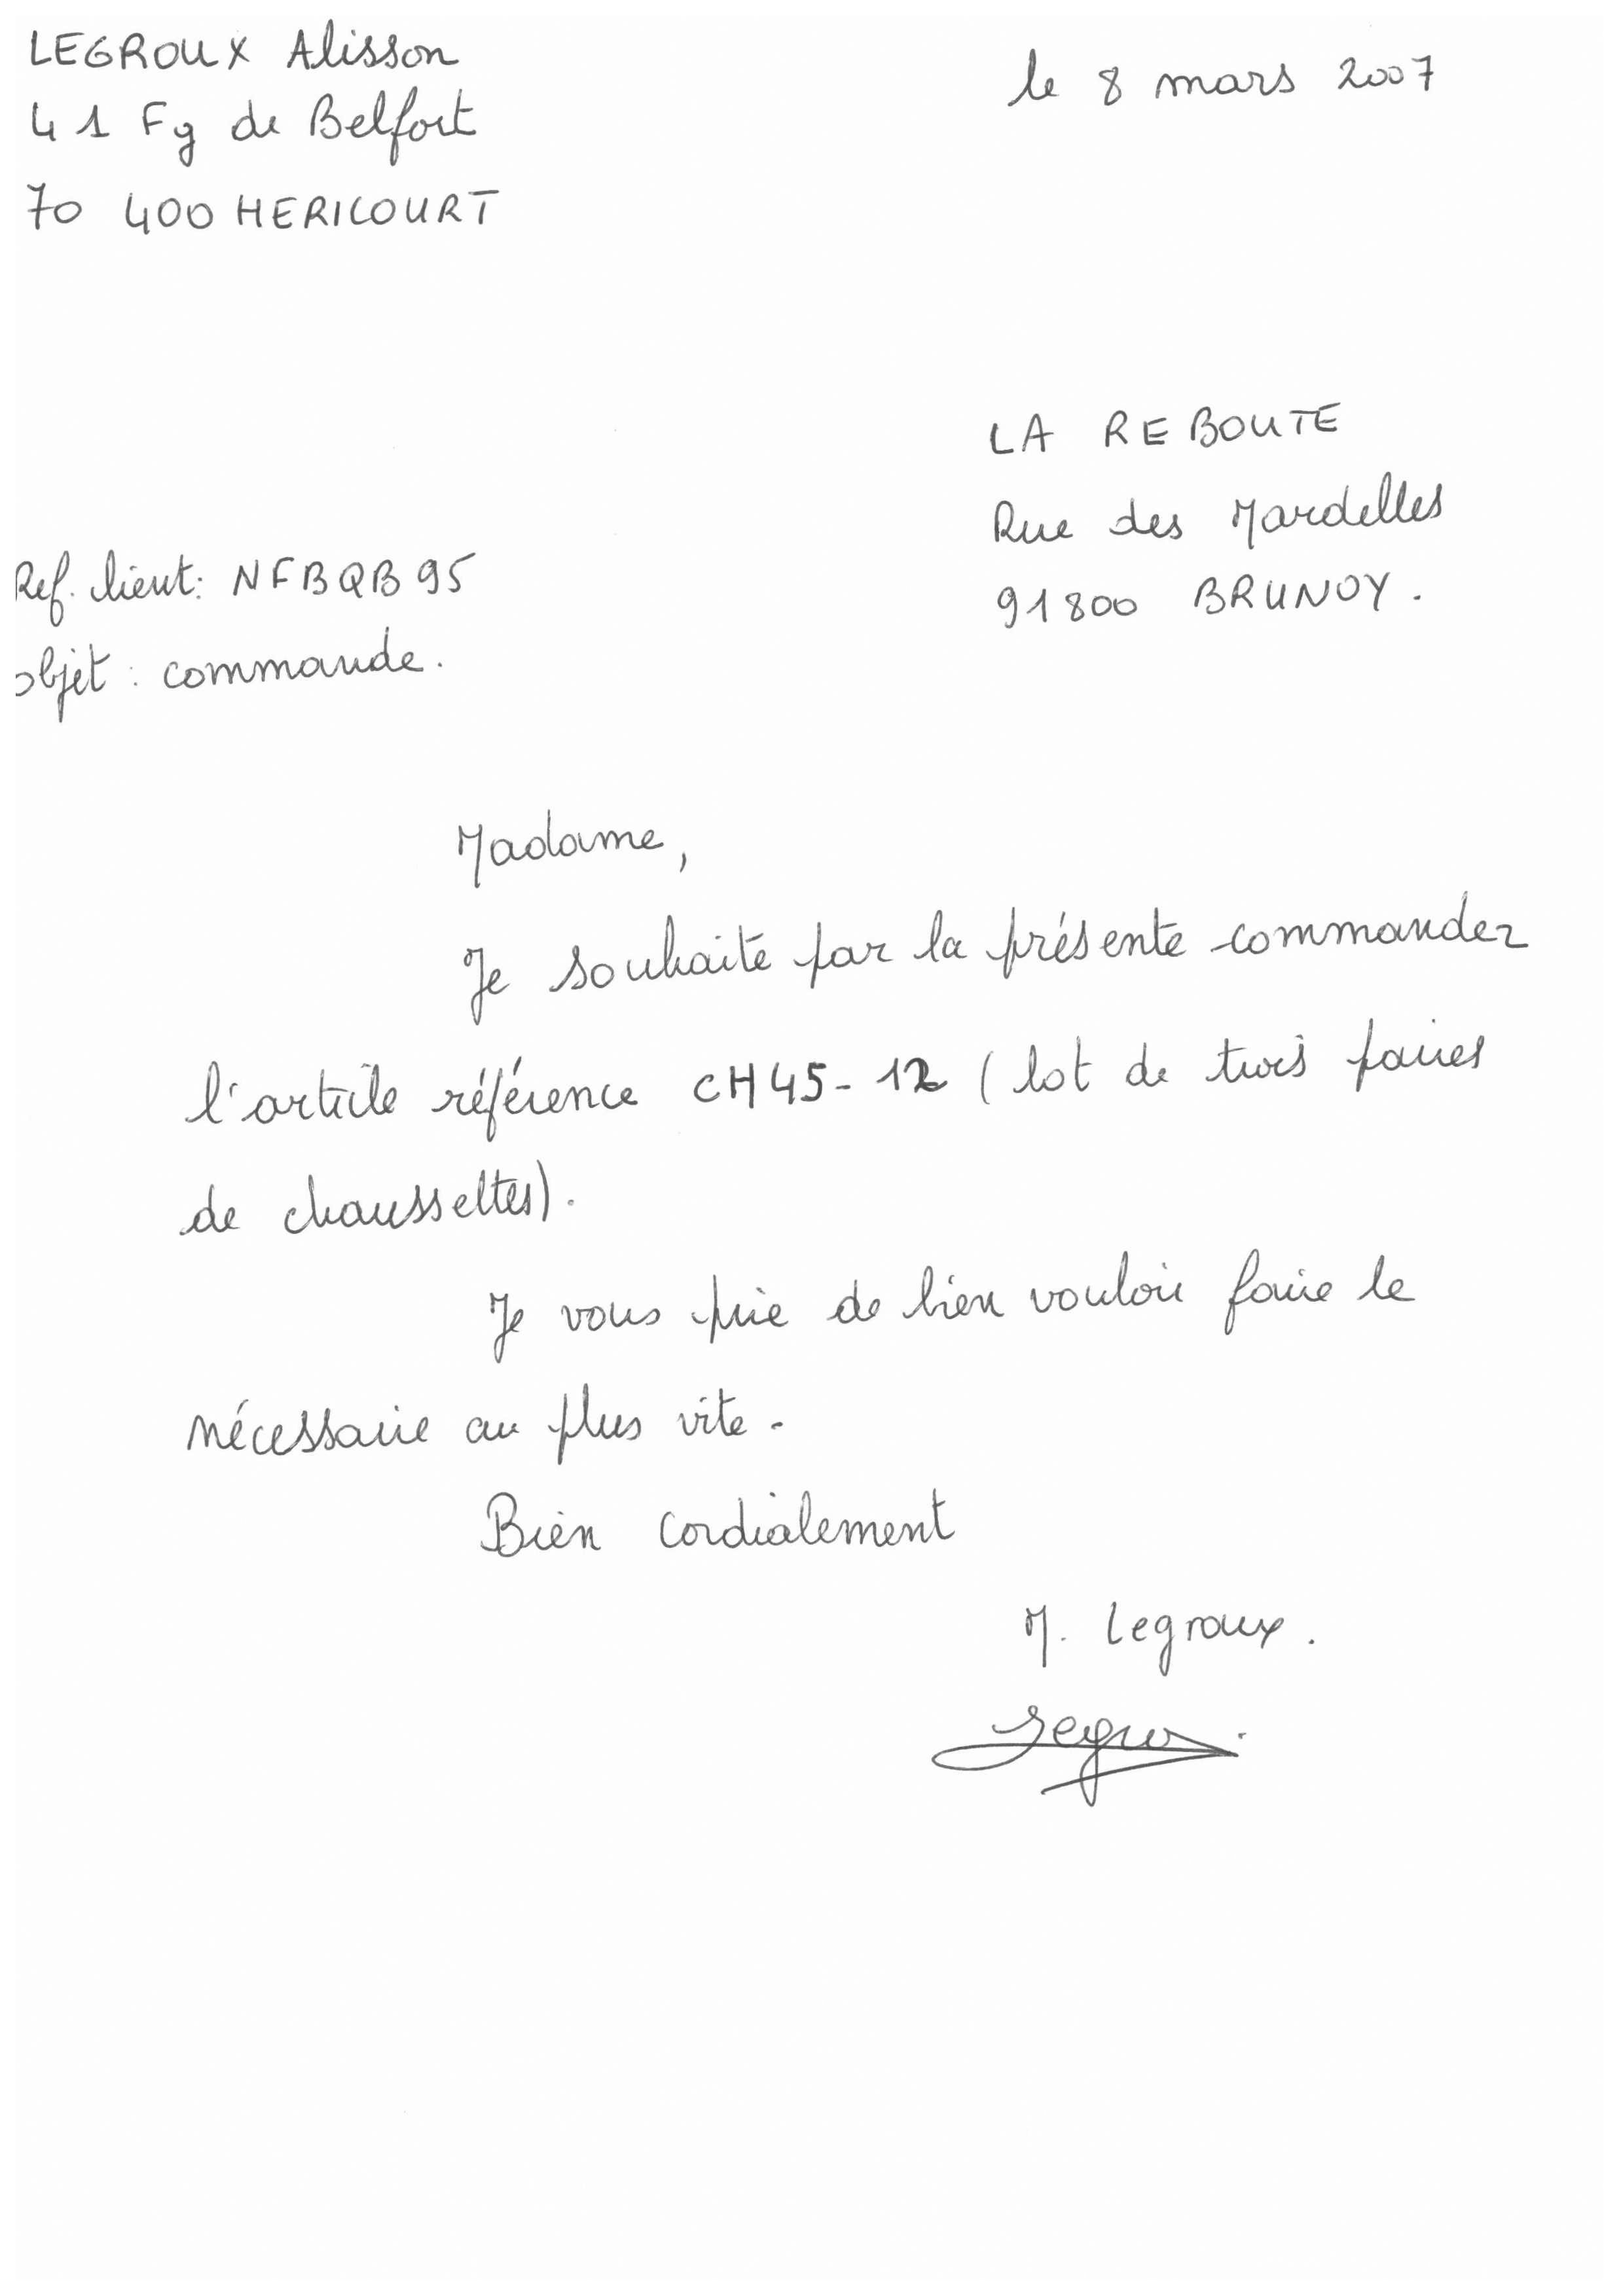 LEGROUX Alisson
le 8 mars 2007
41 Fg de Belfort
70 400 HERICOURT
LA REBOUTE
Rue des Mardelles
91800 BRUNOY.
Ref. lient: NFBQB95
objet : commande.
Madame,
Je souhaite par la présente commander
l'article référence CH45-12 (lot de trois paires
de chaussettes).
Je vous prie de bien vouloir faire le
nécessaire au plus vite.
Bien cordialement
M. Legroux.